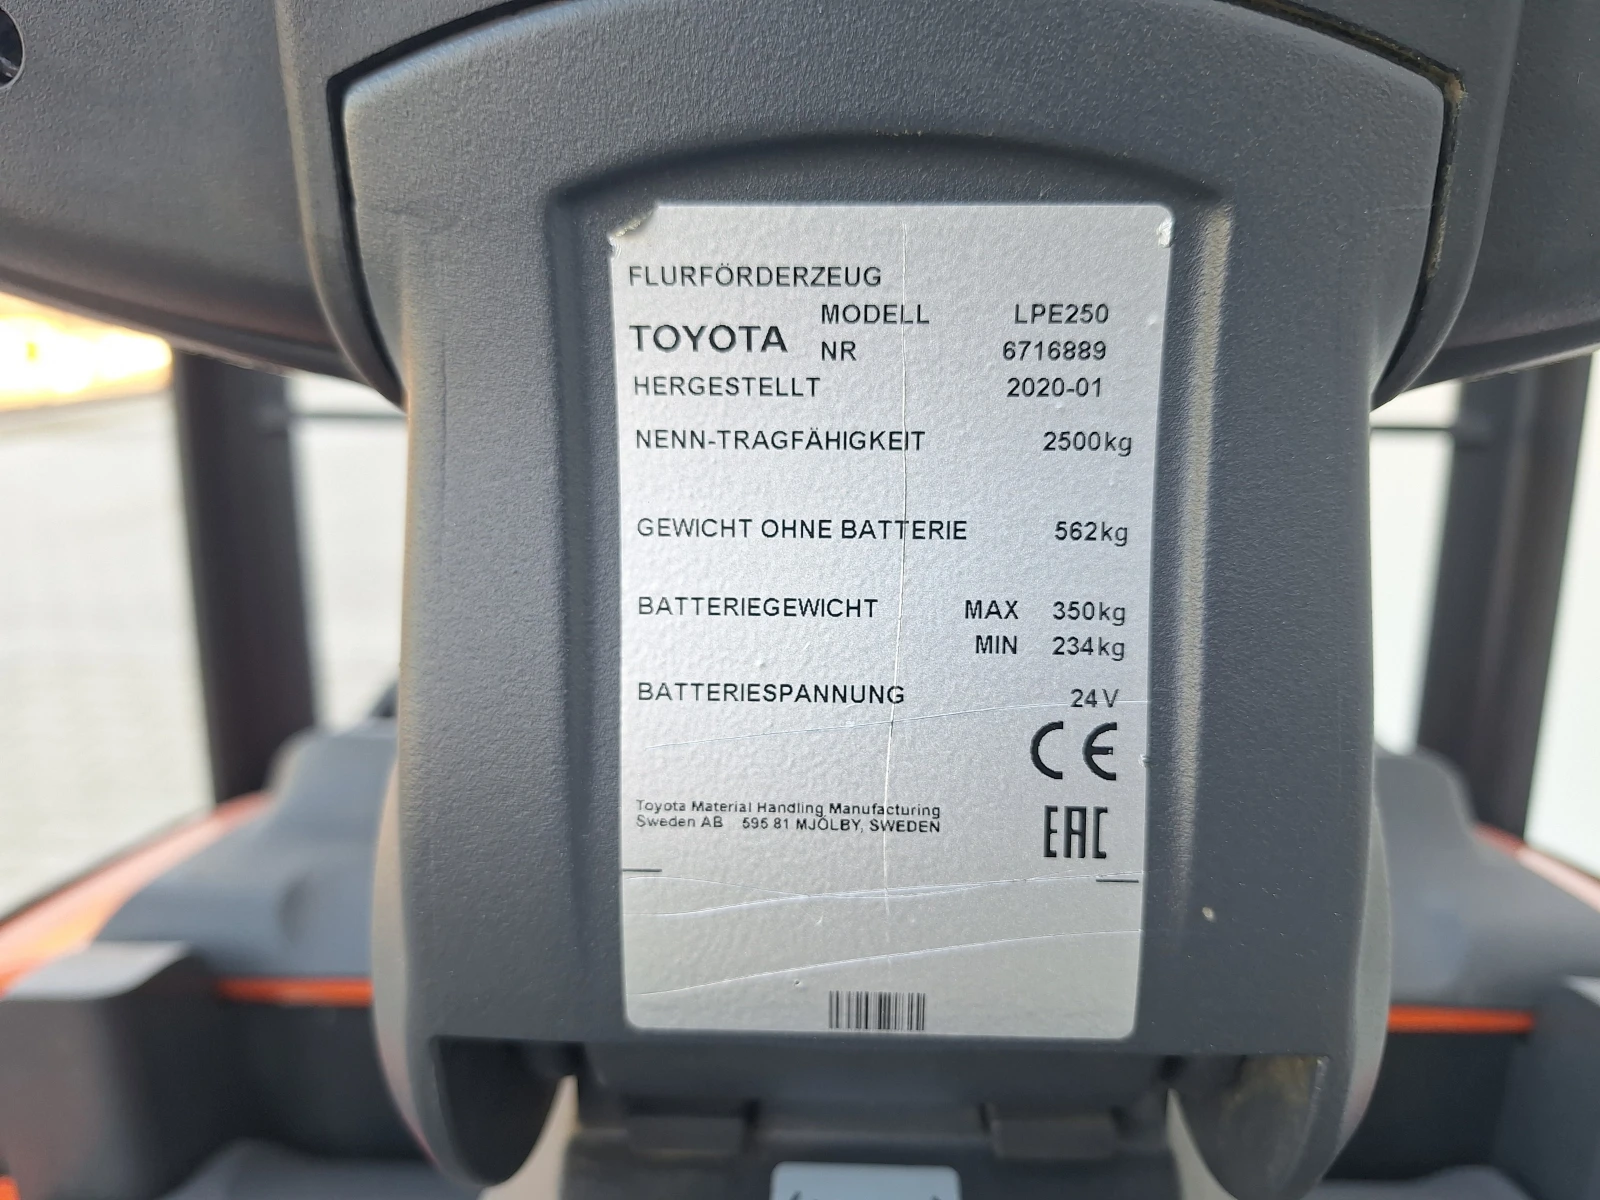 FLURFÖRDERZEUG
MODELL LPE250
TOYOTA NR 6716889
HERGESTELLT 2020-01
NENN-TRAGFÄHIGKEIT 2500kg
GEWICHT OHNE BATTERIE 562kg
BATTERIEGEWICHT MAX 350kg
MIN 234kg
BATTERIESPANNUNG 24V
CE
Toyota Material Handling Manufacturing
Sweden AB 595 81 MJÖLBY, SWEDEN
EAC